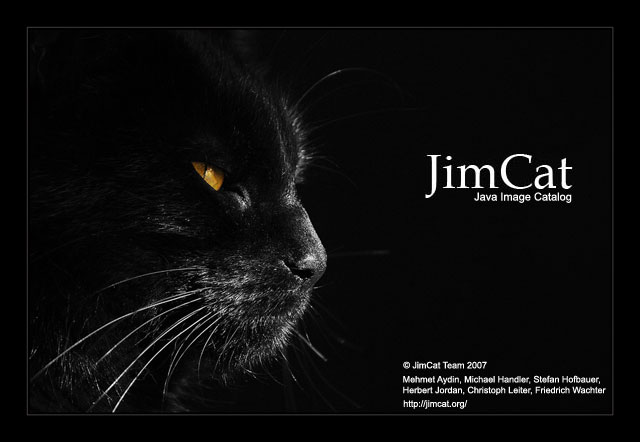 JimCat
Java Image Catalog
© JimCat Team 2007
Mehmet Aydin, Michael Handler, Stefan Hofbauer,
Herbert Jordan, Christoph Leiter, Friedrich Wachter
http://jimcat.org/